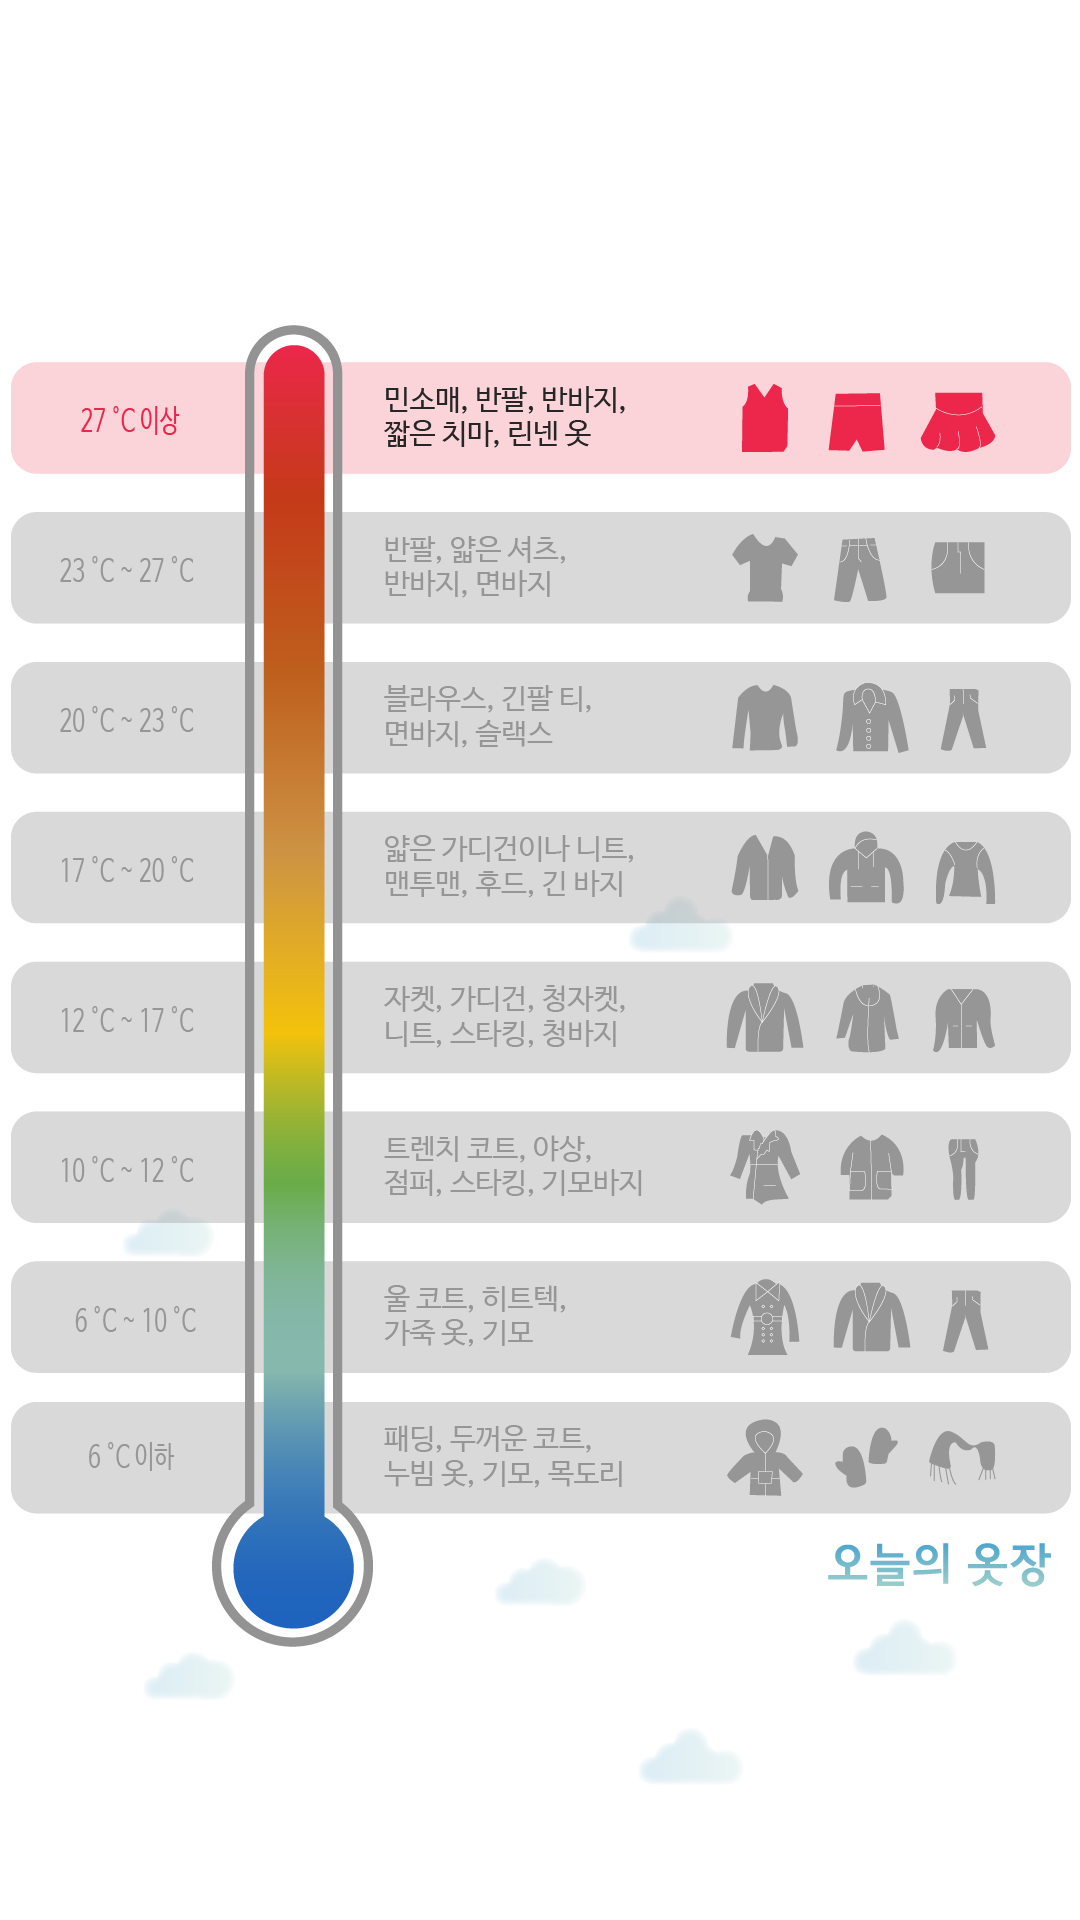 27 ˚C 이상
민소매, 반팔, 반바지,
짧은 치마, 린넨 옷
23 ˚C ~ 27 ˚C
반팔, 얇은 셔츠,
반바지, 면바지
20 ˚C ~ 23 ˚C
블라우스, 긴팔 티,
면바지, 슬랙스
17 ˚C ~ 20 ˚C
얇은 가디건이나 니트,
맨투맨, 후드, 긴 바지
12 ˚C ~ 17 ˚C
자켓, 가디건, 청자켓,
니트, 스타킹, 청바지
10 ˚C ~ 12 ˚C
트렌치 코트, 야상,
점퍼, 스타킹, 기모바지
6 ˚C ~ 10 ˚C
울 코트, 히트텍,
가죽 옷, 기모
6 ˚C 이하
패딩, 두꺼운 코트,
누빔 옷, 기모, 목도리
오늘의 옷장